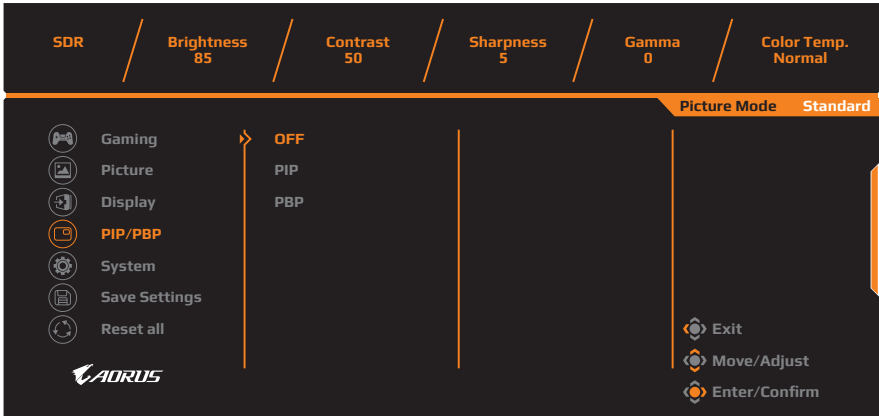 SDR Brightness Contrast Sharpness Gamma Color Temp.
85 50 5 0 Normal
Picture Mode Standard
Gaming OFF
Picture PIP
Display PBP
PIP/PBP
System
Save Settings
Reset all
Exit
AORUS
Move/Adjust
Enter/Confirm